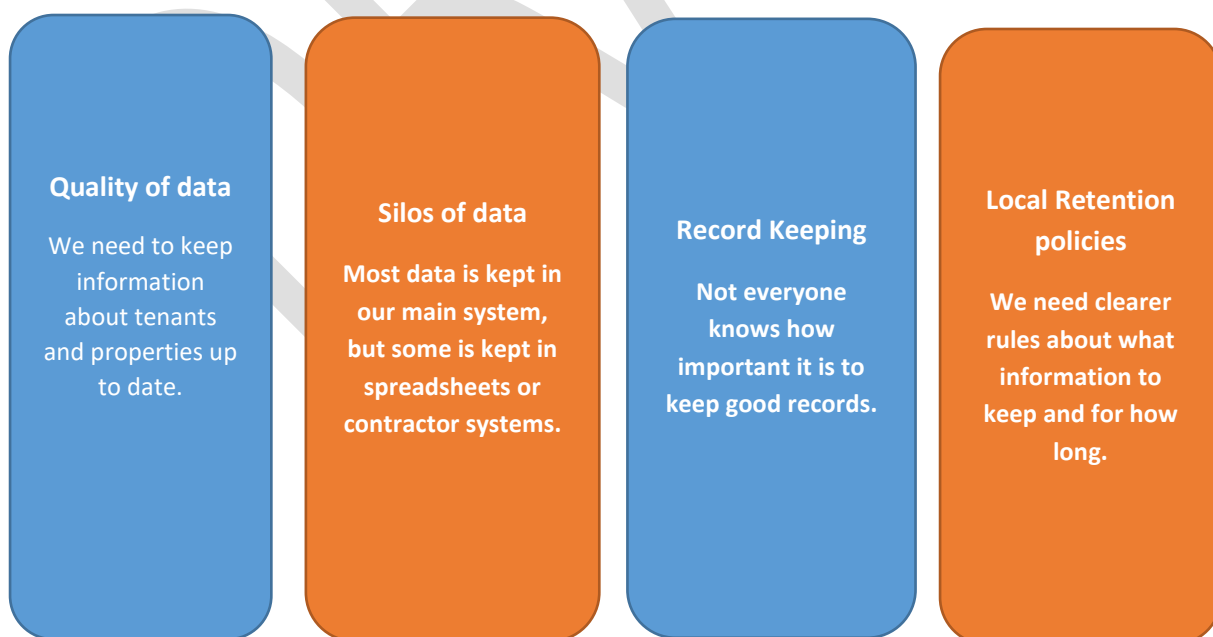 Quality of data
We need to keep
information
about tenants
and properties up
to date.
Silos of data
Most data is kept in
our main system,
but some is kept in
spreadsheets or
contractor systems.
Record Keeping
Not everyone
knows how
important it is to
keep good records.
Local Retention
policies
We need clearer
rules about what
information to
keep and for how
long.